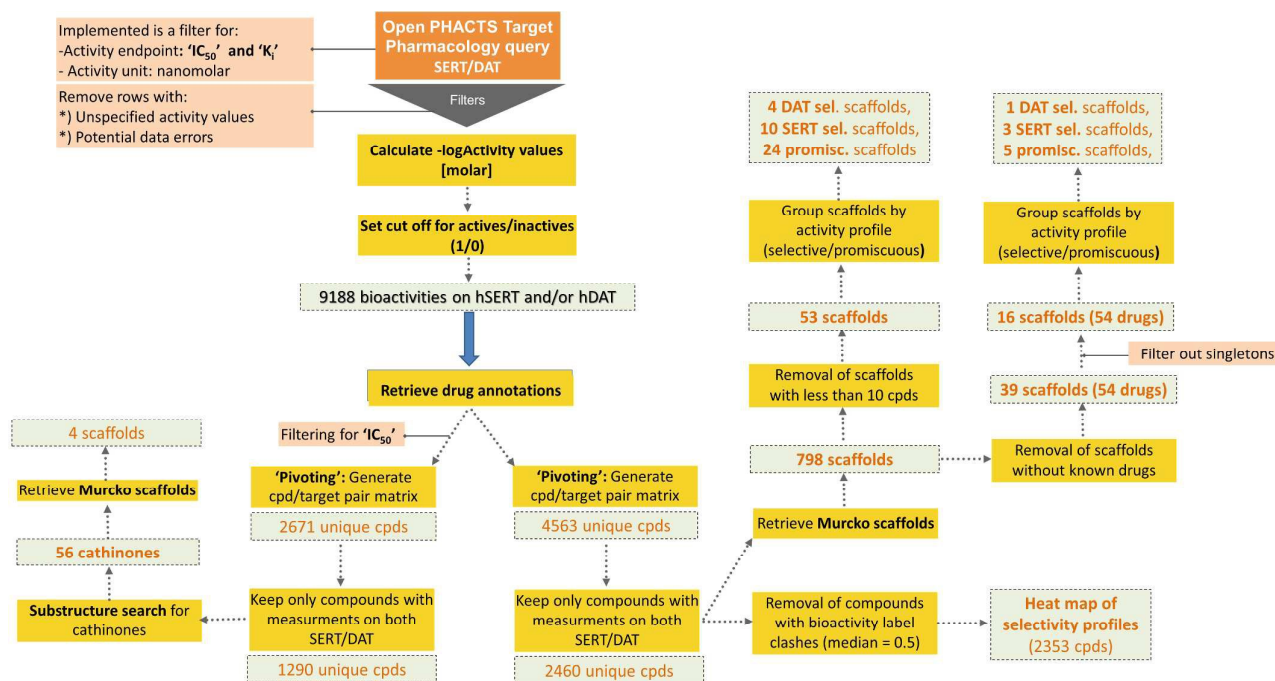 Implemented is a filter for:
-Activity endpoint: ‘IC50’ and ‘Ki’
- Activity unit: nanomolar
Open PHACTS Target
Pharmacology query
SERT/DAT
Remove rows with:
*) Unspecified activity values
*) Potential data errors
Filters
Calculate -logActivity values
[molar]
Set cut off for actives/inactives
(1/0)
9188 bioactivities on hSERT and/or hDAT
Retrieve drug annotations
Filtering for ‘IC50’
‘Pivoting’: Generate
cpd/target pair matrix
2671 unique cpds
Keep only compounds with
measurments on both
SERT/DAT
1290 unique cpds
Substructure search for
cathinones
56 cathinones
Retrieve Murcko scaffolds
4 scaffolds
‘Pivoting’: Generate
cpd/target pair matrix
4563 unique cpds
Keep only compounds with
measurments on both
SERT/DAT
2460 unique cpds
Removal of compounds
with bioactivity label
clashes (median = 0.5)
Heat map of
selectivity profiles
(2353 cpds)
Retrieve Murcko scaffolds
798 scaffolds
Removal of scaffolds
with less than 10 cpds
53 scaffolds
Group scaffolds by
activity profile
(selective/promiscuous)
4 DAT sel. scaffolds,
10 SERT sel. scaffolds,
24 promisc. scaffolds
Removal of scaffolds
without known drugs
39 scaffolds (54 drugs)
Filter out singletons
16 scaffolds (54 drugs)
Group scaffolds by
activity profile
(selective/promiscuous)
1 DAT sel. scaffolds,
3 SERT sel. scaffolds,
5 promisc. scaffolds,